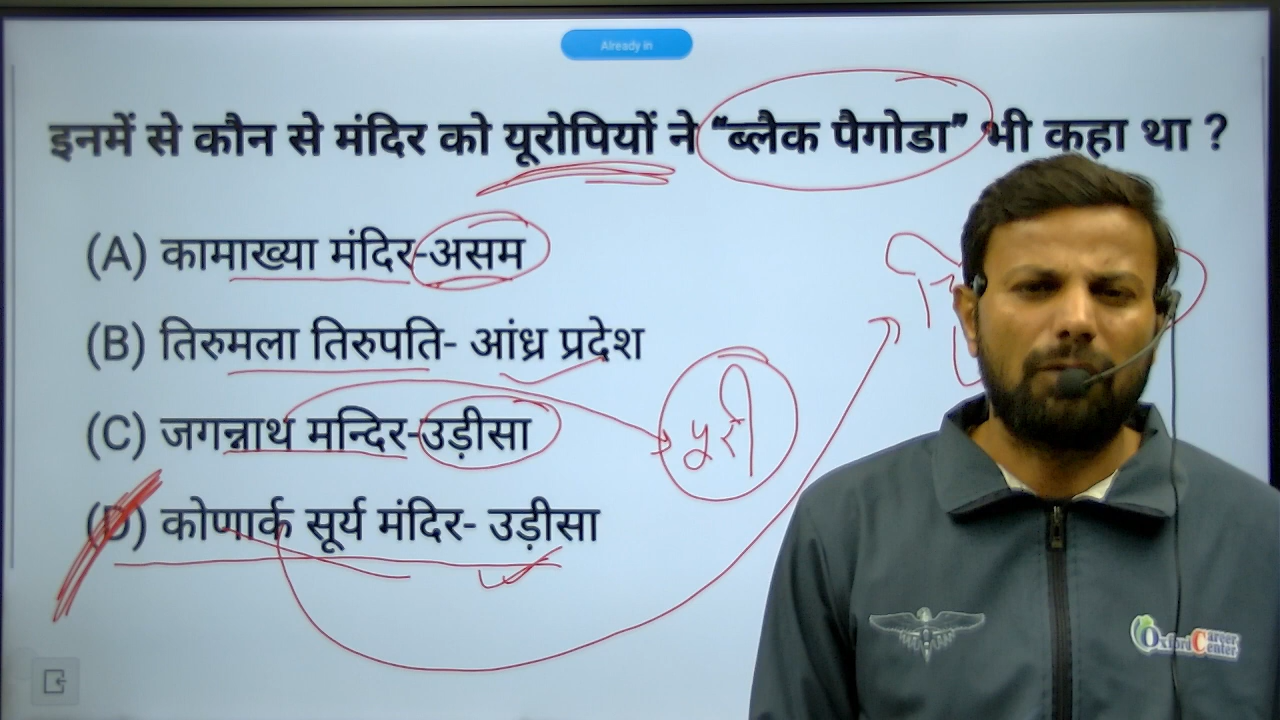 Already in
इनमें से कौन से मंदिर को यूरोपियों ने “ब्लैक पैगोडा” भी कहा था ?
(A) कामाख्या मंदिर-असम
(B) तिरुमला तिरुपति- आंध्र प्रदेश
(C) जगन्नाथ मन्दिर-उड़ीसा
पूरी
(D) कोणार्क सूर्य मंदिर- उड़ीसा
Oxford Career Center